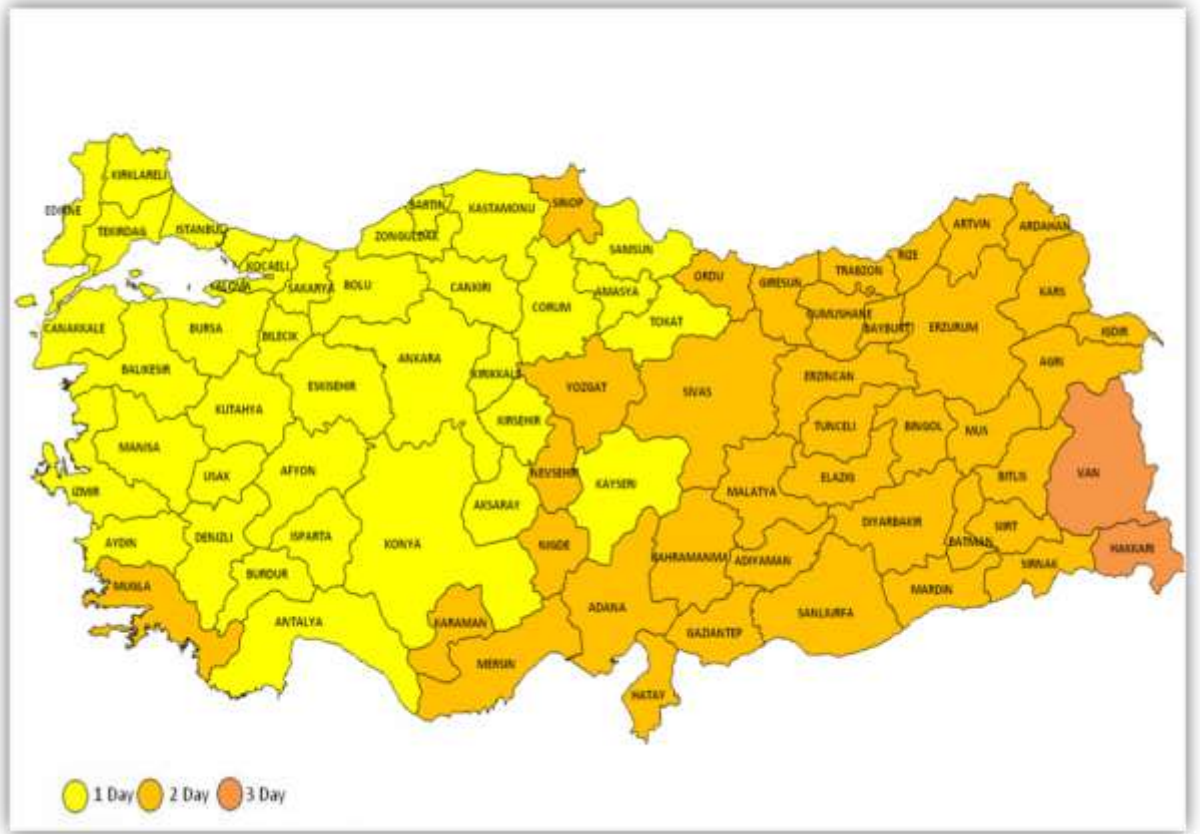 KIRKLARELI
EDIRNE
TEKIRDAG
ISTANBUL
BARTIN
KASTAMONU
SINOP
ZONGULDAK
SAMSUN
ARTVIN
ARDAHAN
RIZE
KOCAELI
YALOVA
SAKARYA
BOLU
CANKIRI
CORUM
AMASYA
ORDU
GIRESUN
TRABZON
KARS
CANAKKALE
BURSA
BILECIK
TOKAT
GUMUSHANE
BAYBURT
ERZURUM
IGDIR
BALIKESIR
ANKARA
KIRIKKALE
ESKISEHIR
YOZGAT
SIVAS
ERZINCAN
AGRI
KUTAHYA
KIRSEHIR
TUNCELI
BINGOL
MUS
MANISA
USAK
AFYON
NEVSEHIR
KAYSERI
MALATYA
ELAZIG
BITLIS
VAN
IZMIR
AKSARAY
AYDIN
DENIZLI
ISPARTA
KONYA
NIGDE
KAHRAMANMA
ADIYAMAN
DIYARBAKIR
BATMAN
SIIRT
HAKKARI
MUGLA
BURDUR
SIRNAK
MARDIN
ANTALYA
KARAMAN
ADANA
SANLIURFA
GAZIANTEP
MERSIN
HATAY
1 Day 2 Day 3 Day